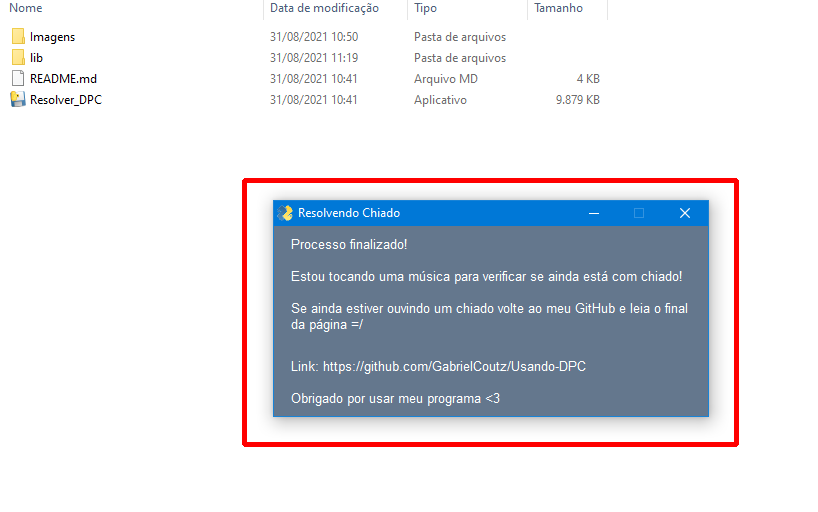 Nome Data de modificação Tipo Tamanho
Imagens 31/08/2021 10:50 Pasta de arquivos
lib 31/08/2021 11:19 Pasta de arquivos
README.md 31/08/2021 10:41 Arquivo MD 4 KB
Resolver_DPC 31/08/2021 10:41 Aplicativo 9.879 KB
Resolvendo Chiado
Processo finalizado!
Estou tocando uma música para verificar se ainda está com chiado!
Se ainda estiver ouvindo um chiado volte ao meu GitHub e leia o final
da página =/
Link: https://github.com/GabrielCoutz/Usando-DPC
Obrigado por usar meu programa <3